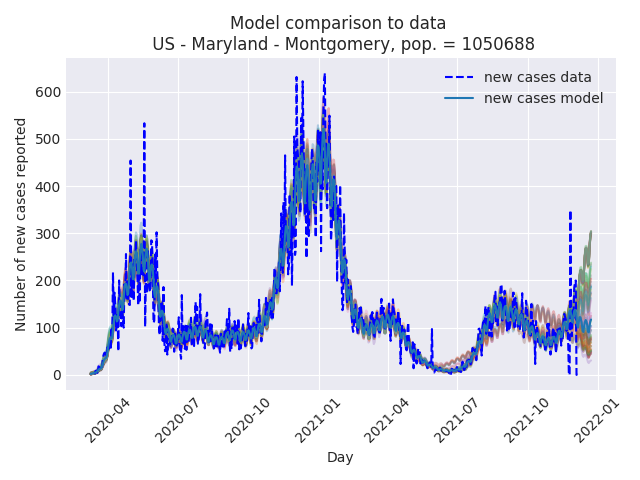 Model comparison to data
US - Maryland - Montgomery, pop. = 1050688
new cases data
new cases model
Number of new cases reported
600
500
400
300
200
100
0
2020-04
2020-07
2020-10
2021-01
2021-04
2021-07
2021-10
2022-01
Day